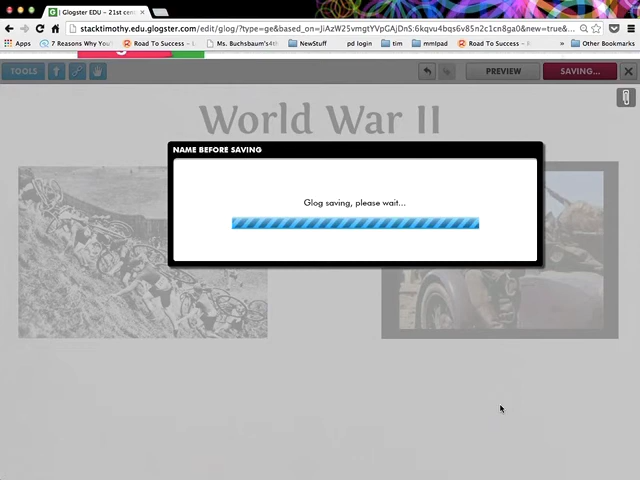 Glogster EDU – 21st cen
stacktimothy.edu.glogster.com/edit/glog/?type=ge&based_on=JiAzW25vmgtYVpGAjDnS:6kqvu4bqs6v85n2c1cn8ga0&new=true&...
Apps 7 Reasons Why You' Road To Success – L Ms. Buchsbaum's 4th NewStuff pd login tim mmlpad Road to Success – R >> Other Bookmarks
TOOLS T PREVIEW SAVING...
World War II
NAME BEFORE SAVING
Glog saving, please wait...